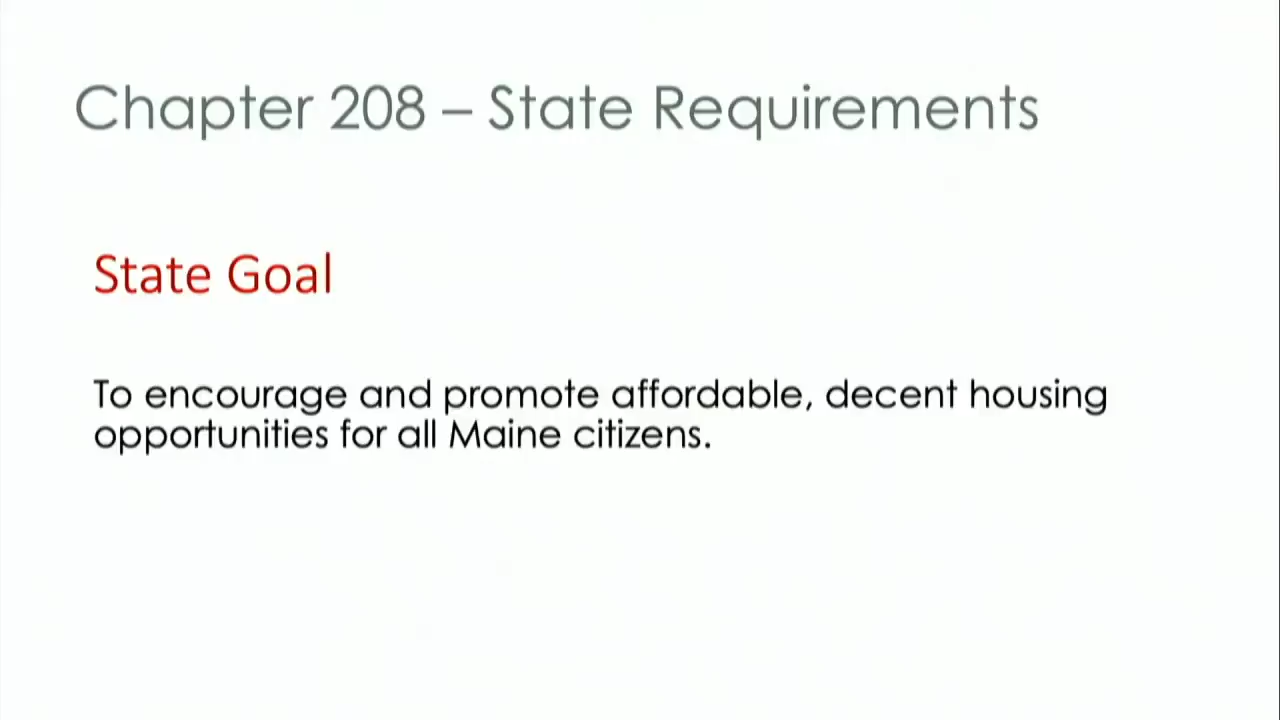 Chapter 208 – State Requirements
State Goal
To encourage and promote affordable, decent housing
opportunities for all Maine citizens.